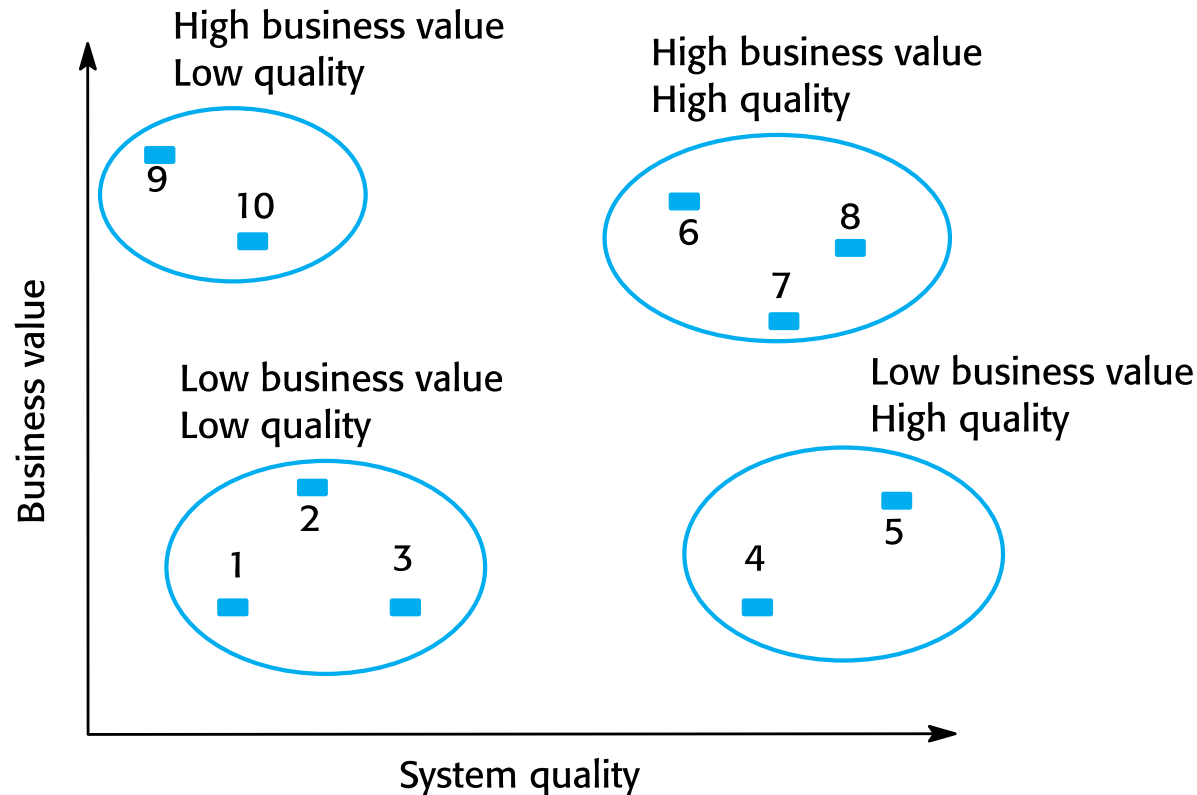 High business value
Low quality
High business value
High quality
9
10
6
8
7
Business value
Low business value
Low quality
Low business value
High quality
2
1
3
5
4
System quality